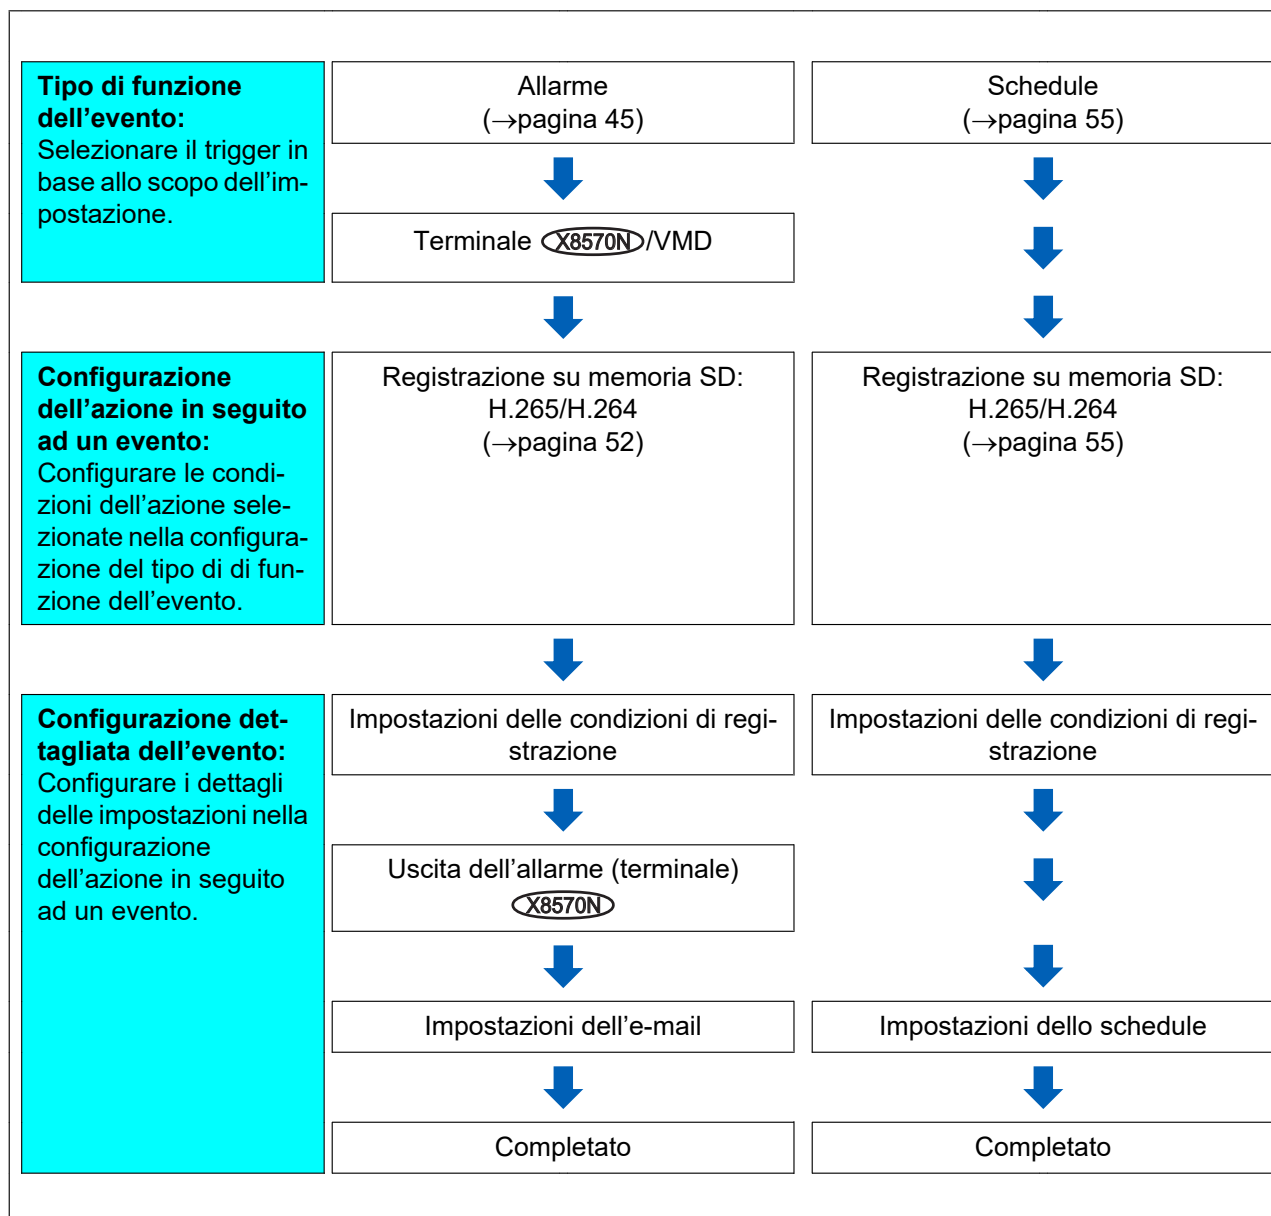 Tipo di funzione
dell’evento:
Selezionare il trigger in
base allo scopo dell’im-
postazione.
Allarme
(→pagina 45)
Schedule
(→pagina 55)
Terminale X8570N/VMD
Configurazione
dell’azione in seguito
ad un evento:
Configurare le condi-
zioni dell’azione sele-
zionate nella configura-
zione del tipo di di fun-
zione dell’evento.
Registrazione su memoria SD:
H.265/H.264
(→pagina 52)
Registrazione su memoria SD:
H.265/H.264
(→pagina 55)
Configurazione det-
tagliata dell’evento:
Configurare i dettagli
delle impostazioni nella
configurazione
dell’azione in seguito
ad un evento.
Impostazioni delle condizioni di regi-
strazione
Impostazioni delle condizioni di regi-
strazione
Uscita dell’allarme (terminale)
X8570N
Impostazioni dell’e-mail
Impostazioni dello schedule
Completato
Completato